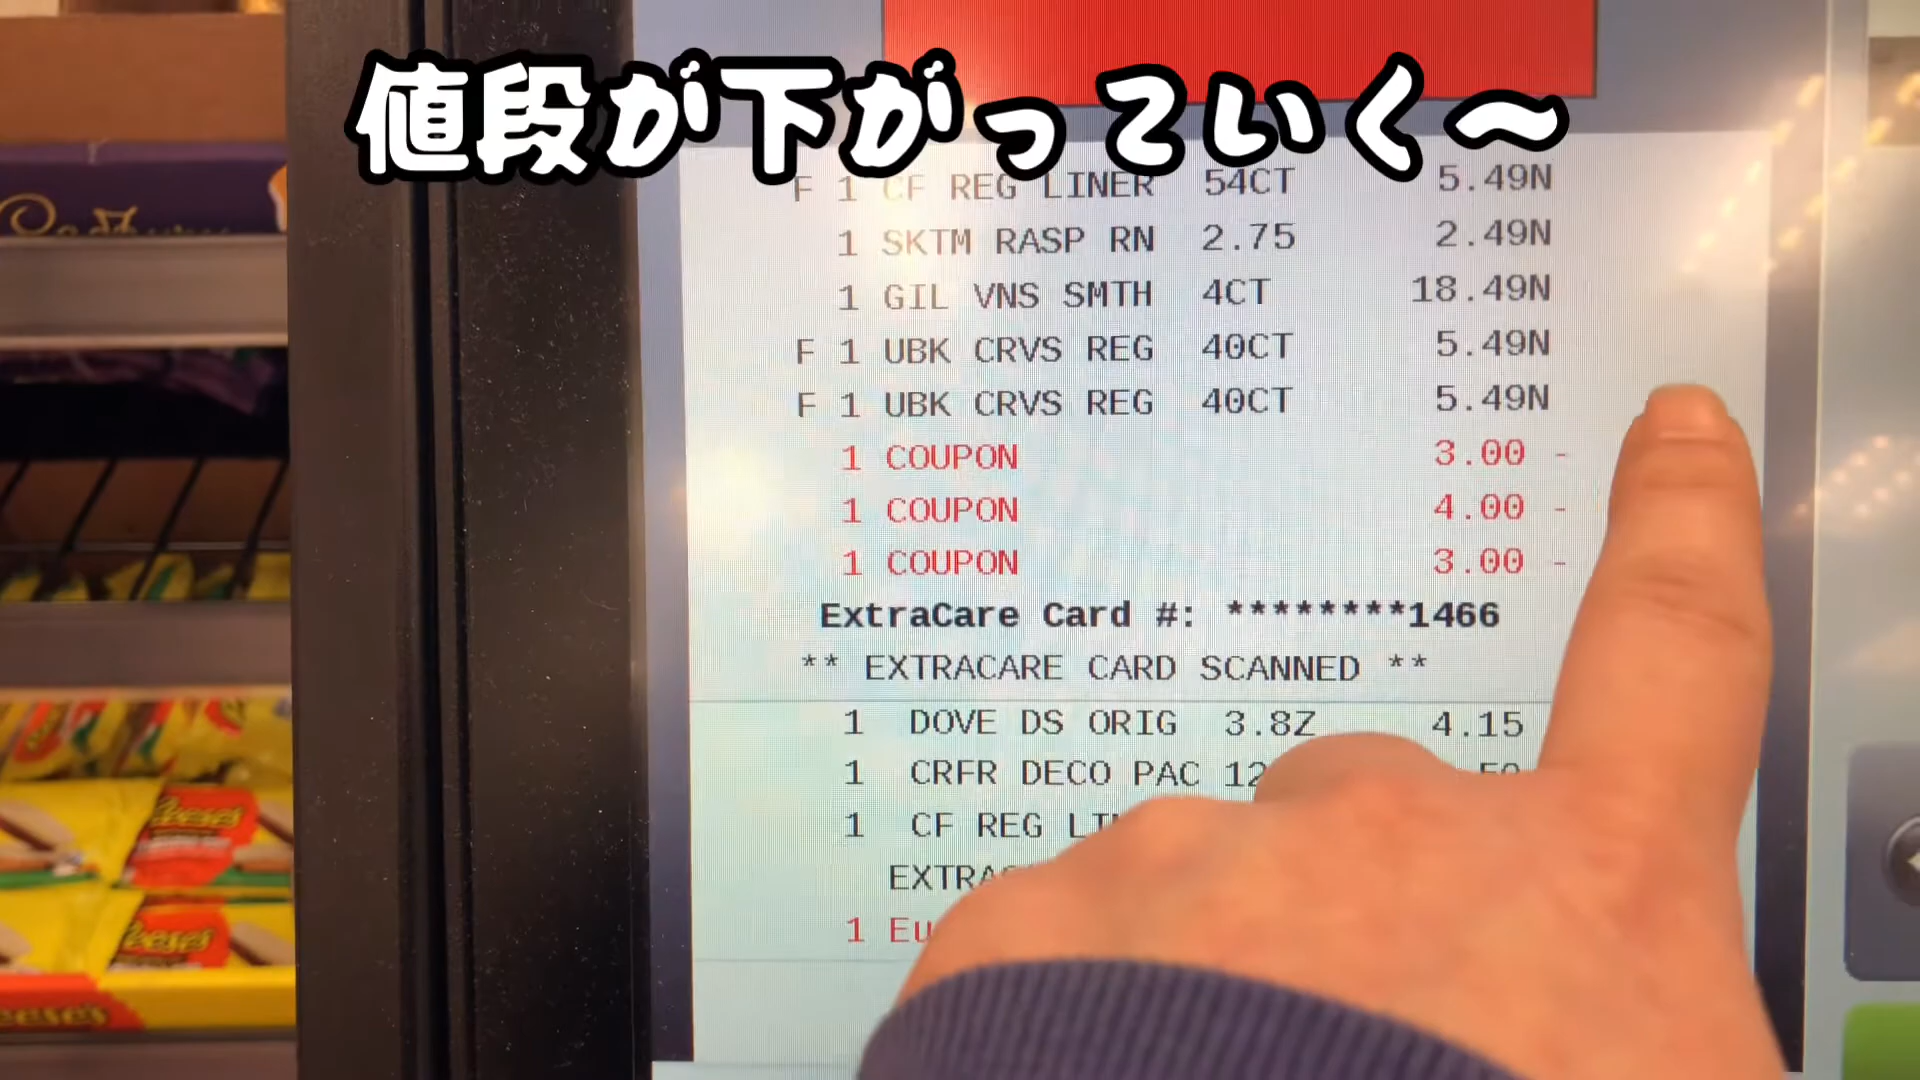 値段が下がっていく〜
F 1 CF REG LINER 54CT 5.49N
1 SKTM RASP RN 2.75 2.49N
1 GIL VNS SMTH 4CT 18.49N
F 1 UBK CRVS REG 40CT 5.49N
F 1 UBK CRVS REG 40CT 5.49N
1 COUPON 3.00 -
1 COUPON 4.00 -
1 COUPON 3.00 -
ExtraCare Card #: ********1466
** EXTRACARE CARD SCANNED **
1 DOVE DS ORIG 3.8Z 4.15
1 CRFR DECO PAC 12
1 CF REG
1
Reese's
Reese's